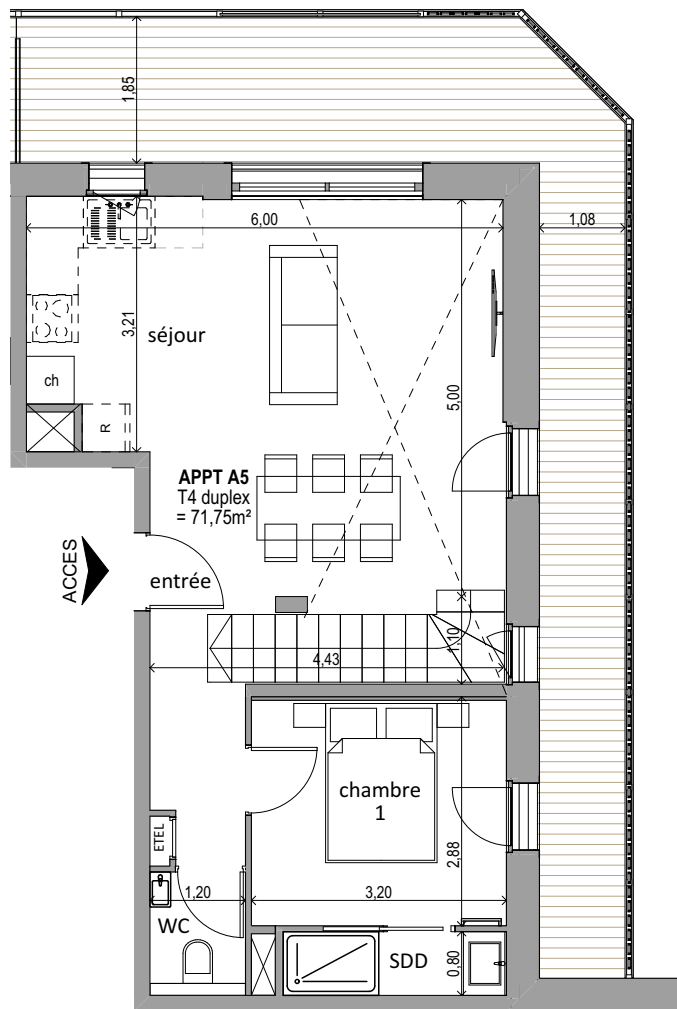 1,85
6,00
1,08
3,21
séjour
ch
R
5,00
APPT A5
T4 duplex
= 71,75m²
ACCES
entrée
1,10
4,43
chambre
1
ETEL
2,88
1,20
3,20
WC
SDD
0,80